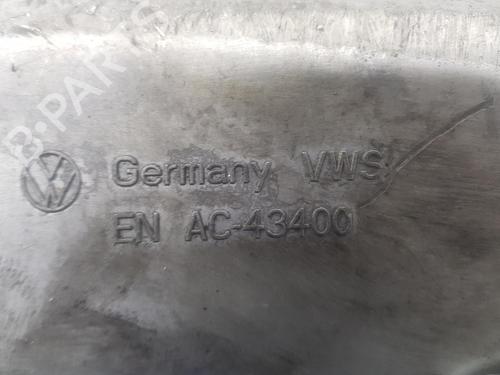 B-PARTS
Germany VWS
EN AC-43400